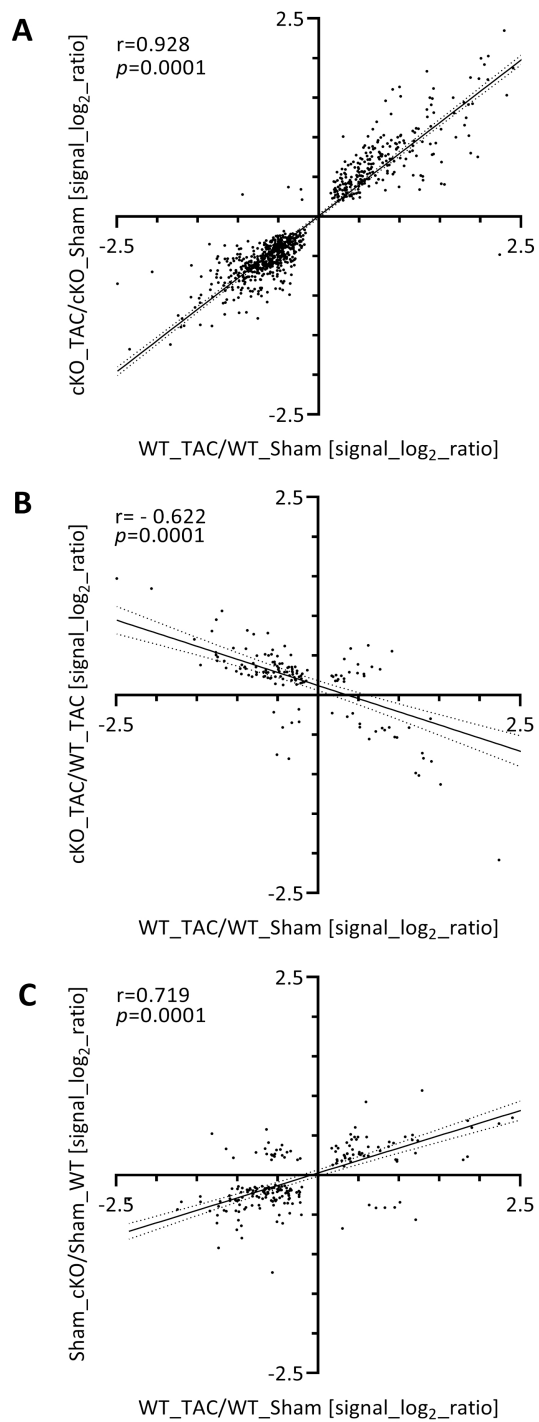 A
2.5
r=0.928
p=0.0001
cKO_TAC/cKO_Sham [signal_log2_ratio]
-2.5
2.5
-2.5
WT_TAC/WT_Sham [signal_log2_ratio]
B
2.5
r= - 0.622
p=0.0001
cKO_TAC/WT_TAC [signal_log2_ratio]
-2.5
2.5
-2.5
WT_TAC/WT_Sham [signal_log2_ratio]
C
2.5
r=0.719
p=0.0001
Sham_cKO/Sham_WT [signal_log2_ratio]
-2.5
2.5
-2.5
WT_TAC/WT_Sham [signal_log2_ratio]